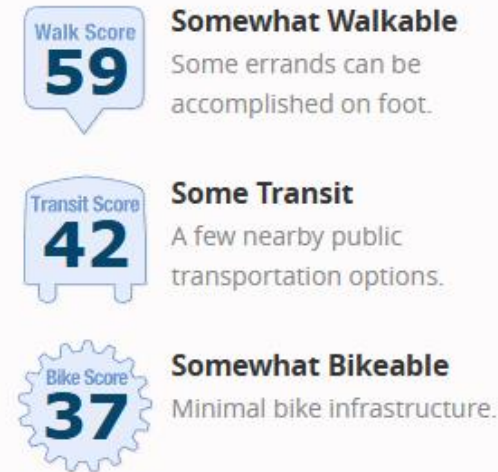 Walk Score
59
Somewhat Walkable
Some errands can be
accomplished on foot.
Transit Score
42
Some Transit
A few nearby public
transportation options.
Bike Score
37
Somewhat Bikeable
Minimal bike infrastructure.